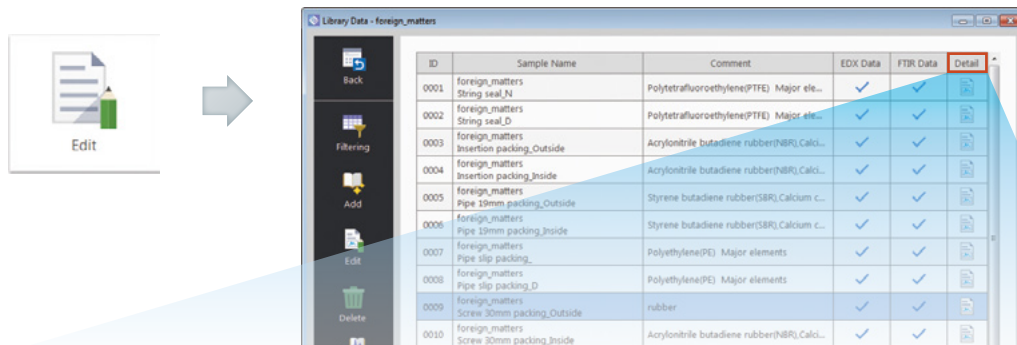 Edit
Library Data - foreign_matters
Back
Filtering
Add
Edit
Delete
ID Sample Name Comment EDX Data FTIR Data Detail
0001 foreign_matters Polytetrafluoroethylene(PTFE) Major ele...
String seal_N
0002 foreign_matters Polytetrafluoroethylene(PTFE) Major ele...
String seal_D
0003 foreign_matters Acrylonitrile butadiene rubber(NBR),Calci...
Insertion packing_Outside
0004 foreign_matters Acrylonitrile butadiene rubber(NBR),Calci...
Insertion packing_Inside
0005 foreign_matters Styrene butadiene rubber(SBR),Calcium c...
Pipe 19mm packing_Outside
0006 foreign_matters Styrene butadiene rubber(SBR),Calcium c...
Pipe 19mm packing_Inside
0007 foreign_matters Polyethylene(PE) Major elements
Pipe slip packing_
0008 foreign_matters Polyethylene(PE) Major elements
Pipe slip packing_D
0009 foreign_matters rubber
Screw 30mm packing_Outside
0010 foreign_matters Acrylonitrile butadiene rubber(NBR),Calci...
Screw 30mm packing_Inside